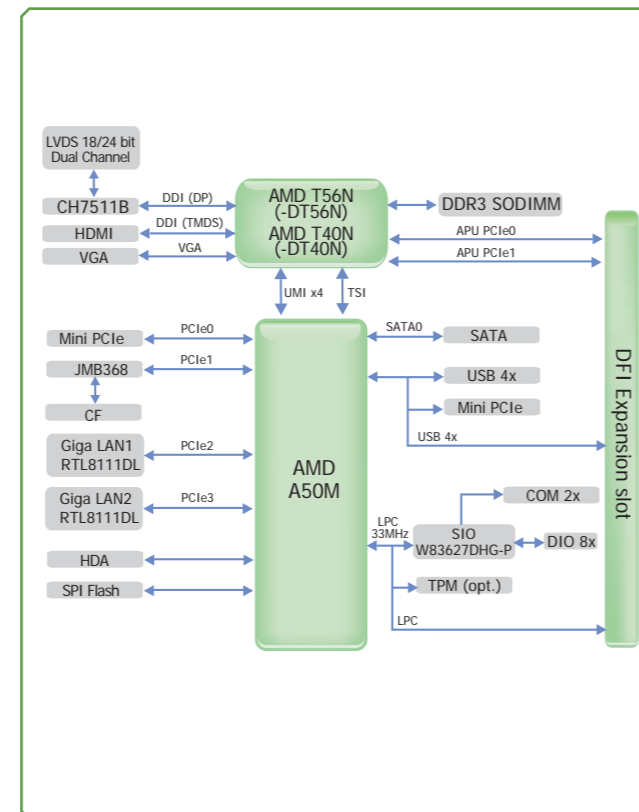 LVDS 18/24 bit
Dual Channel
CH7511B
DDI (DP)
HDMI
DDI (TMDS)
VGA
VGA
AMD T56N
(-DT56N)
AMD T40N
(-DT40N)
DDR3 SODIMM
APU PCIe0
APU PCIe1
UMI x4
TSI
Mini PCIe
PCIe0
JMB368
PCIe1
CF
Giga LAN1
RTL8111DL
PCIe2
Giga LAN2
RTL8111DL
PCIe3
HDA
SPI Flash
AMD
A50M
SATA0
SATA
USB 4x
Mini PCIe
USB 4x
COM 2x
LPC
33MHz
SIO
W83627DHG-P
DIO 8x
TPM (opt.)
LPC
DFI Expansion slot